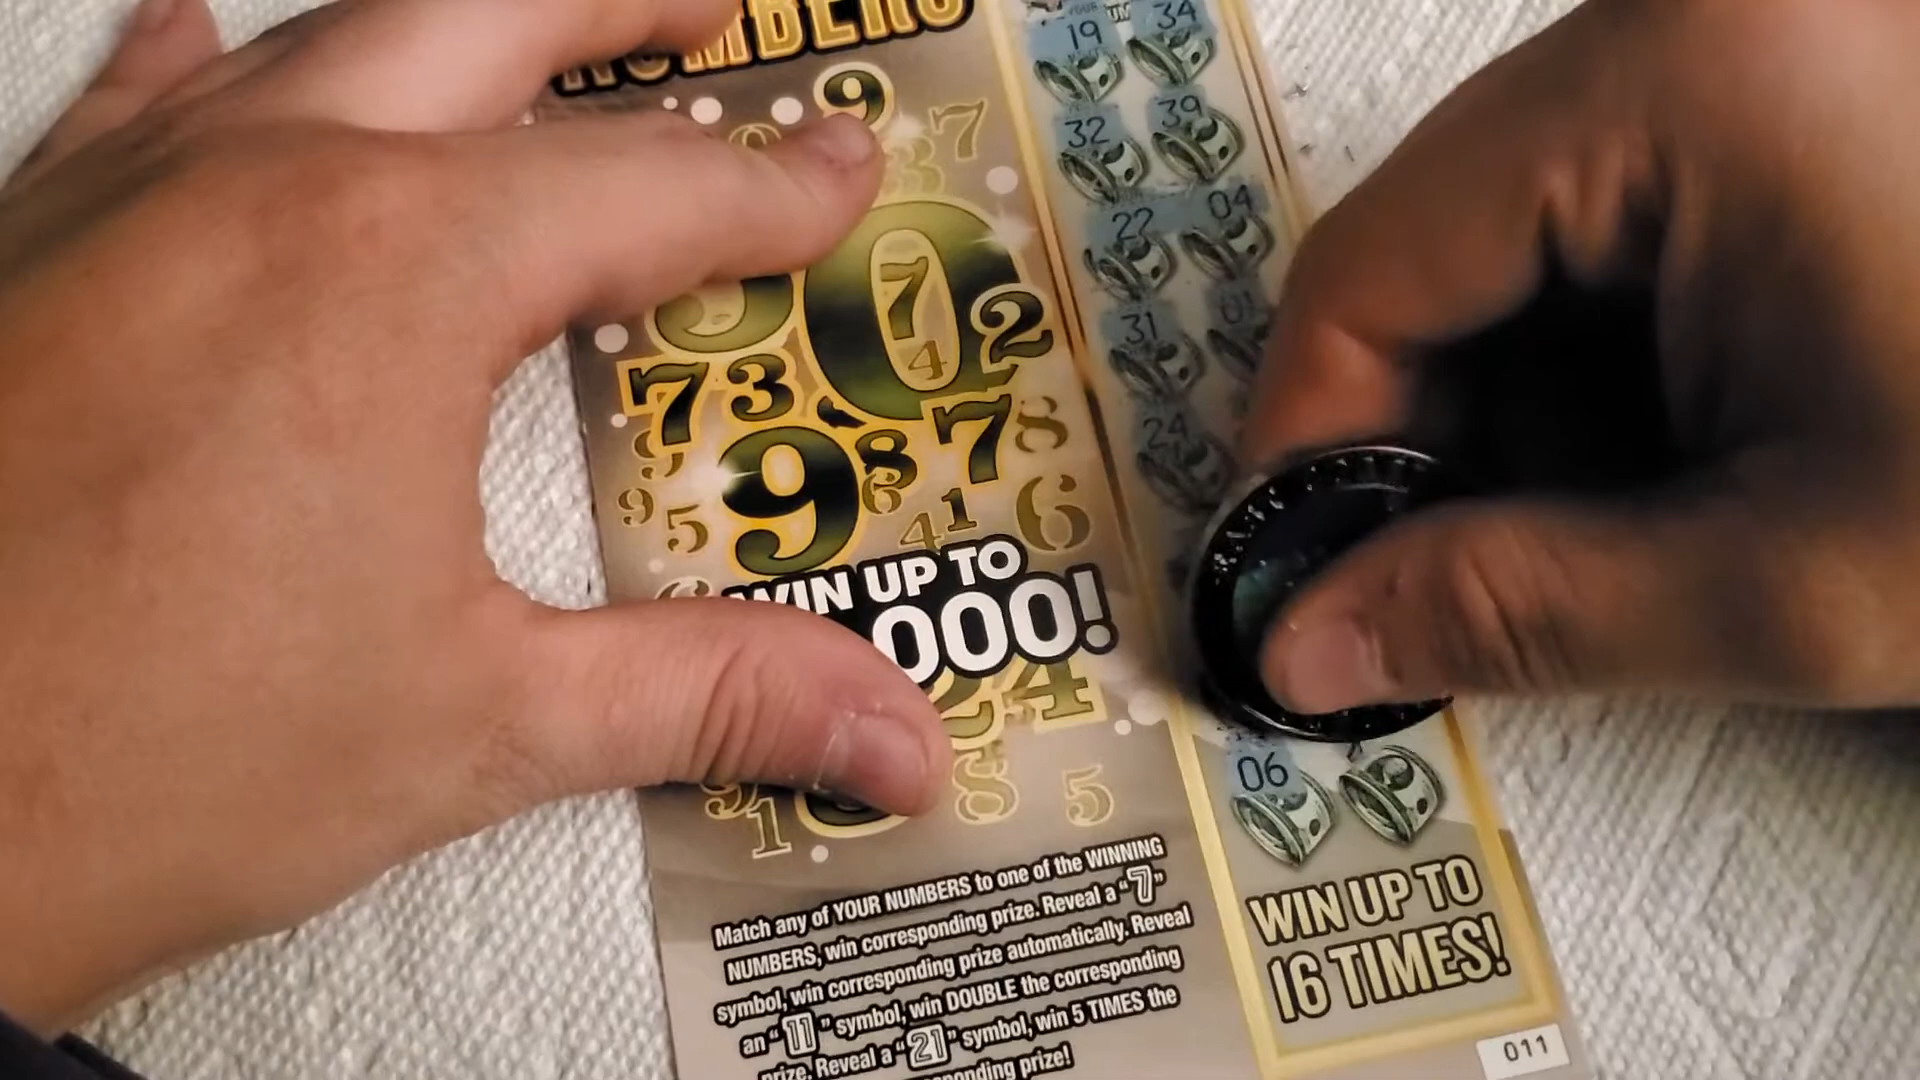 NUMBERS
YOUR
19 34
32 39
22 04
31 01
24
06
WIN UP TO
000!
Match any of YOUR NUMBERS to one of the WINNING
NUMBERS, win corresponding prize. Reveal a "7"
symbol, win corresponding prize automatically. Reveal
an "11" symbol, win DOUBLE the corresponding
prize. Reveal a "21" symbol, win 5 TIMES the
prize!
WIN UP TO
16 TIMES!
011